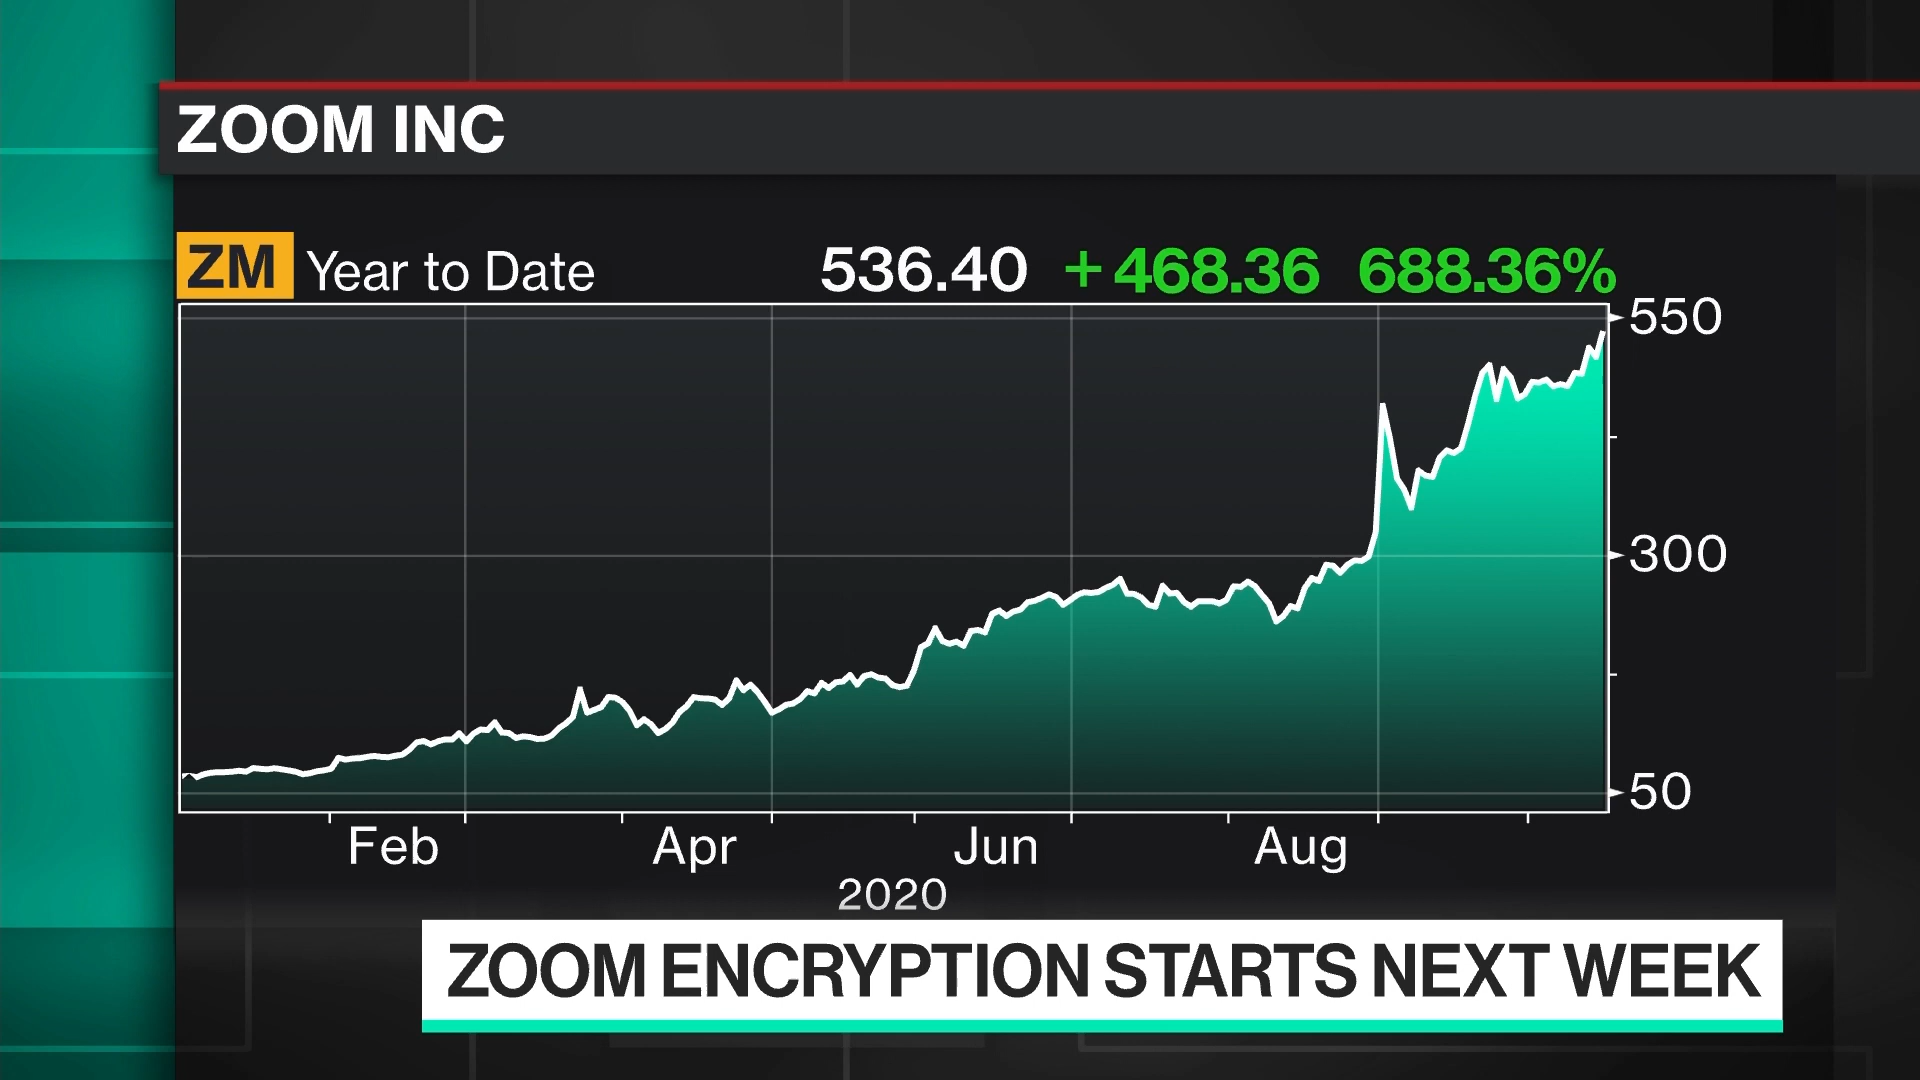 ZOOM INC
ZM Year to Date 536.40 +468.36 688.36%
550
300
50
Feb Apr Jun Aug
2020
ZOOM ENCRYPTION STARTS NEXT WEEK